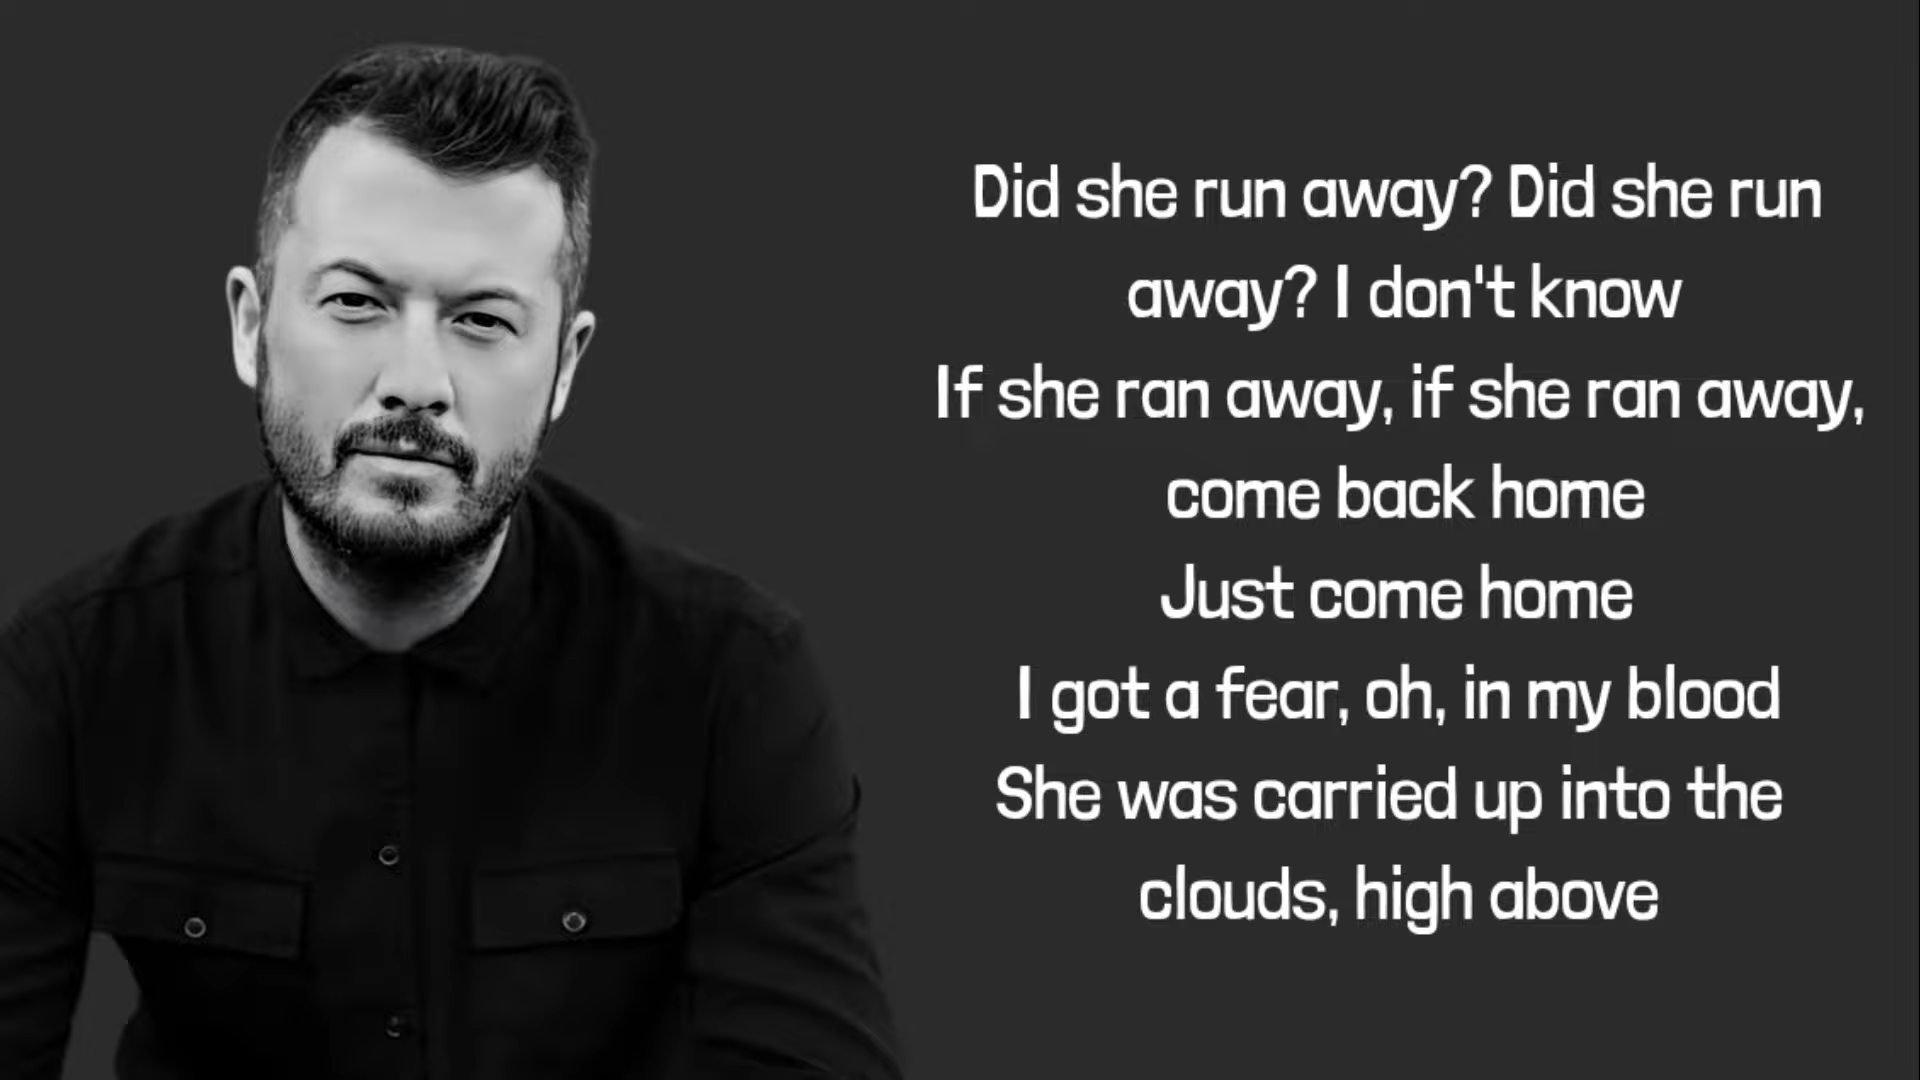 Did she run away? Did she run
away? I don't know
If she ran away, if she ran away,
come back home
Just come home
I got a fear, oh, in my blood
She was carried up into the
clouds, high above